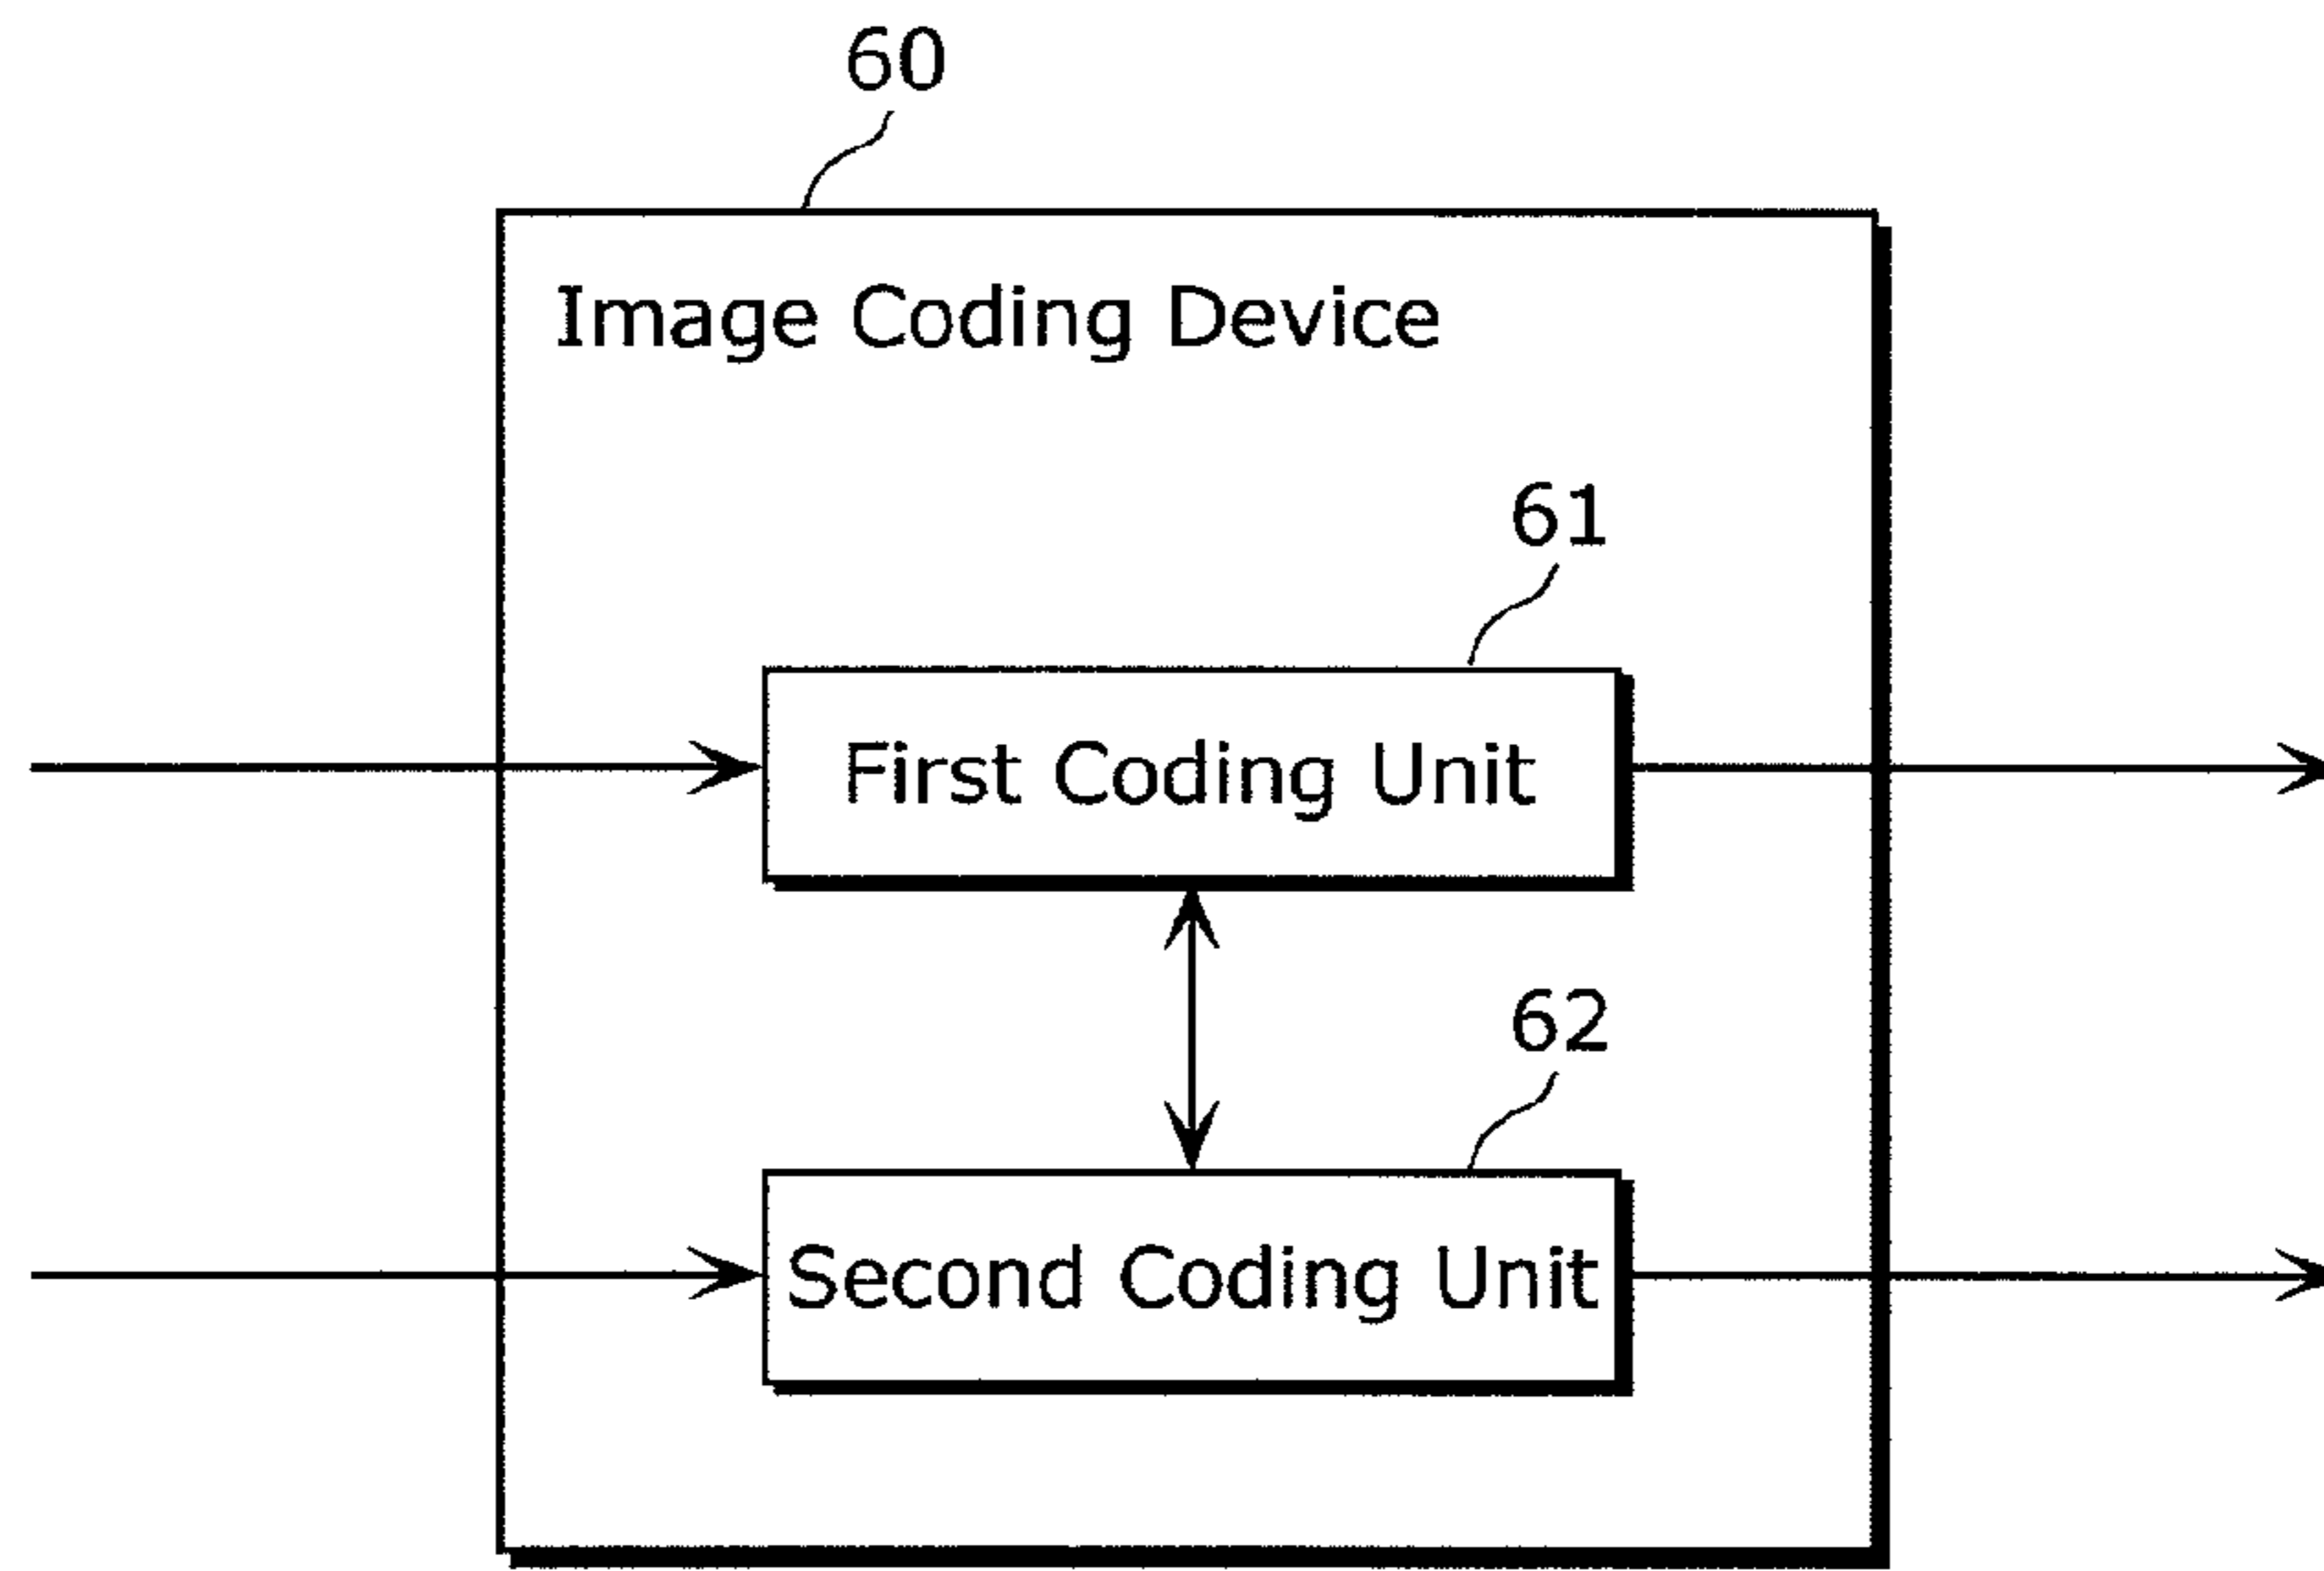 60
Image Coding Device
61
First Coding Unit
62
Second Coding Unit